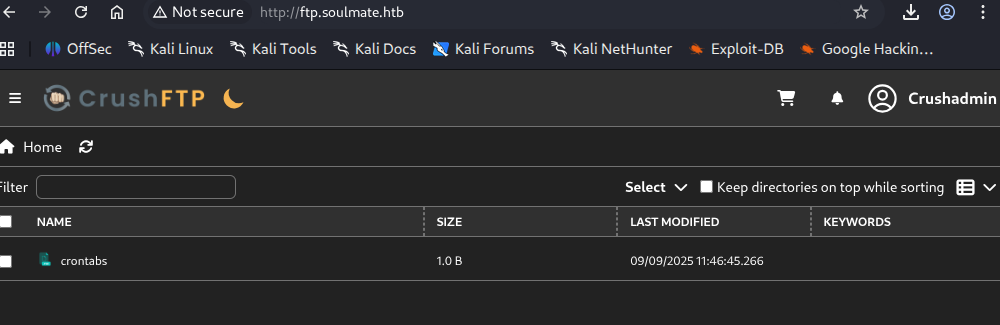 Not secure http://ftp.soulmate.htb
OffSec Kali Linux Kali Tools Kali Docs Kali Forums Kali NetHunter Exploit-DB Google Hackin...
CrushFTP Crushadmin
Home
Filter Select Keep directories on top while sorting
NAME SIZE LAST MODIFIED KEYWORDS
crontabs 1.0 B 09/09/2025 11:46:45.266